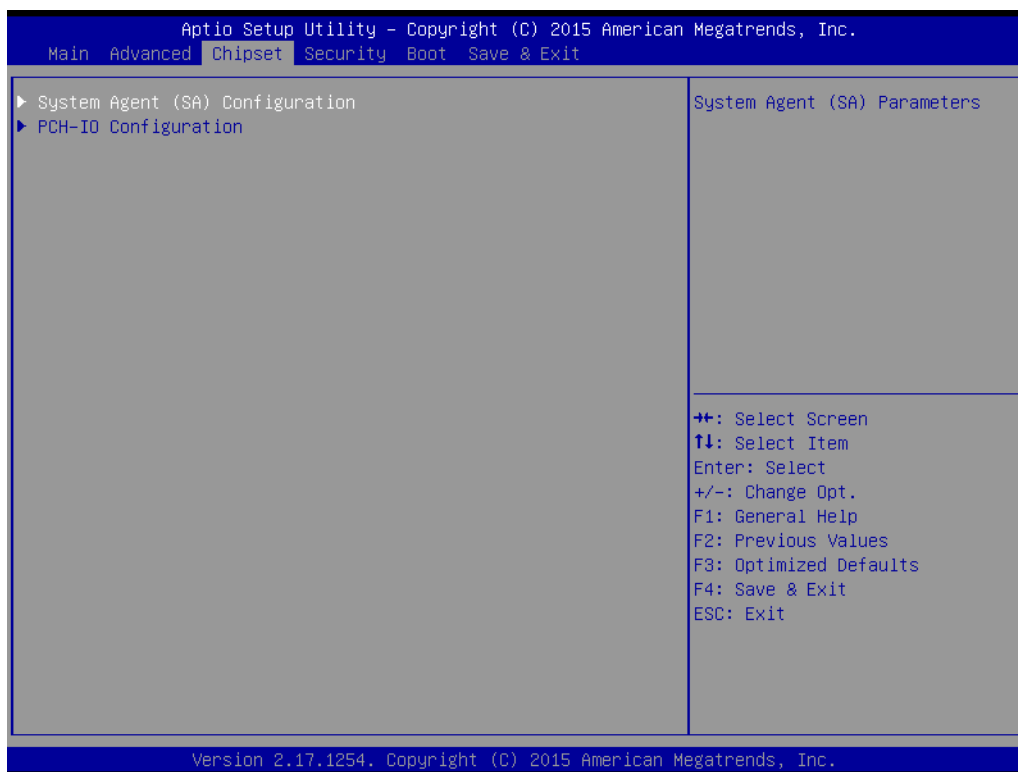 Aptio Setup Utility – Copyright (C) 2015 American Megatrends, Inc.
Main Advanced Chipset Security Boot Save & Exit
▶ System Agent (SA) Configuration
▶ PCH-IO Configuration
System Agent (SA) Parameters
→←: Select Screen
↑↓: Select Item
Enter: Select
+/-: Change Opt.
F1: General Help
F2: Previous Values
F3: Optimized Defaults
F4: Save & Exit
ESC: Exit
Version 2.17.1254. Copyright (C) 2015 American Megatrends, Inc.